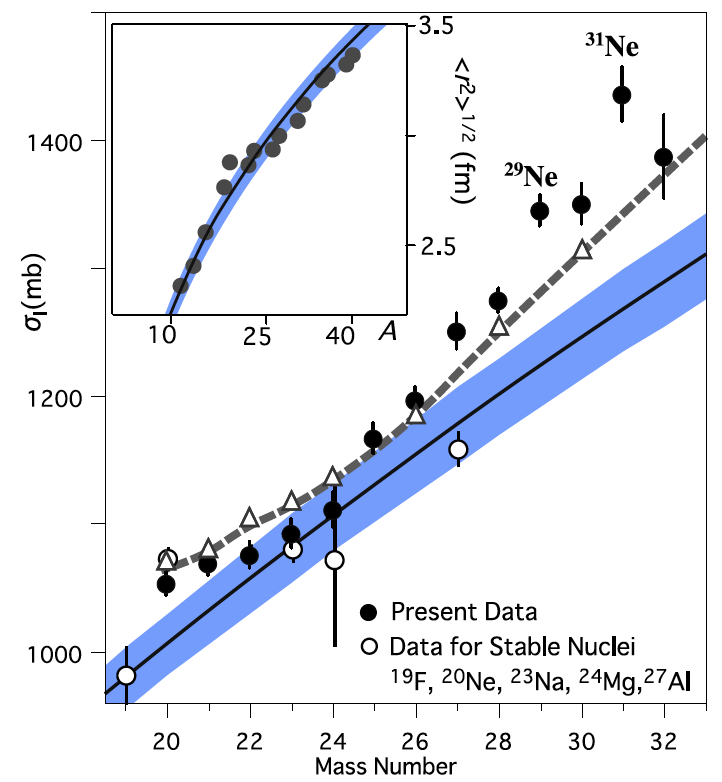 3.5
<r²>¹/² (fm)
2.5
10 25 40 A
³¹Ne
²⁹Ne
1400
1200
1000
σI(mb)
Present Data
Data for Stable Nuclei
¹⁹F, ²⁰Ne, ²³Na, ²⁴Mg,²⁷Al
20 22 24 26 28 30 32
Mass Number